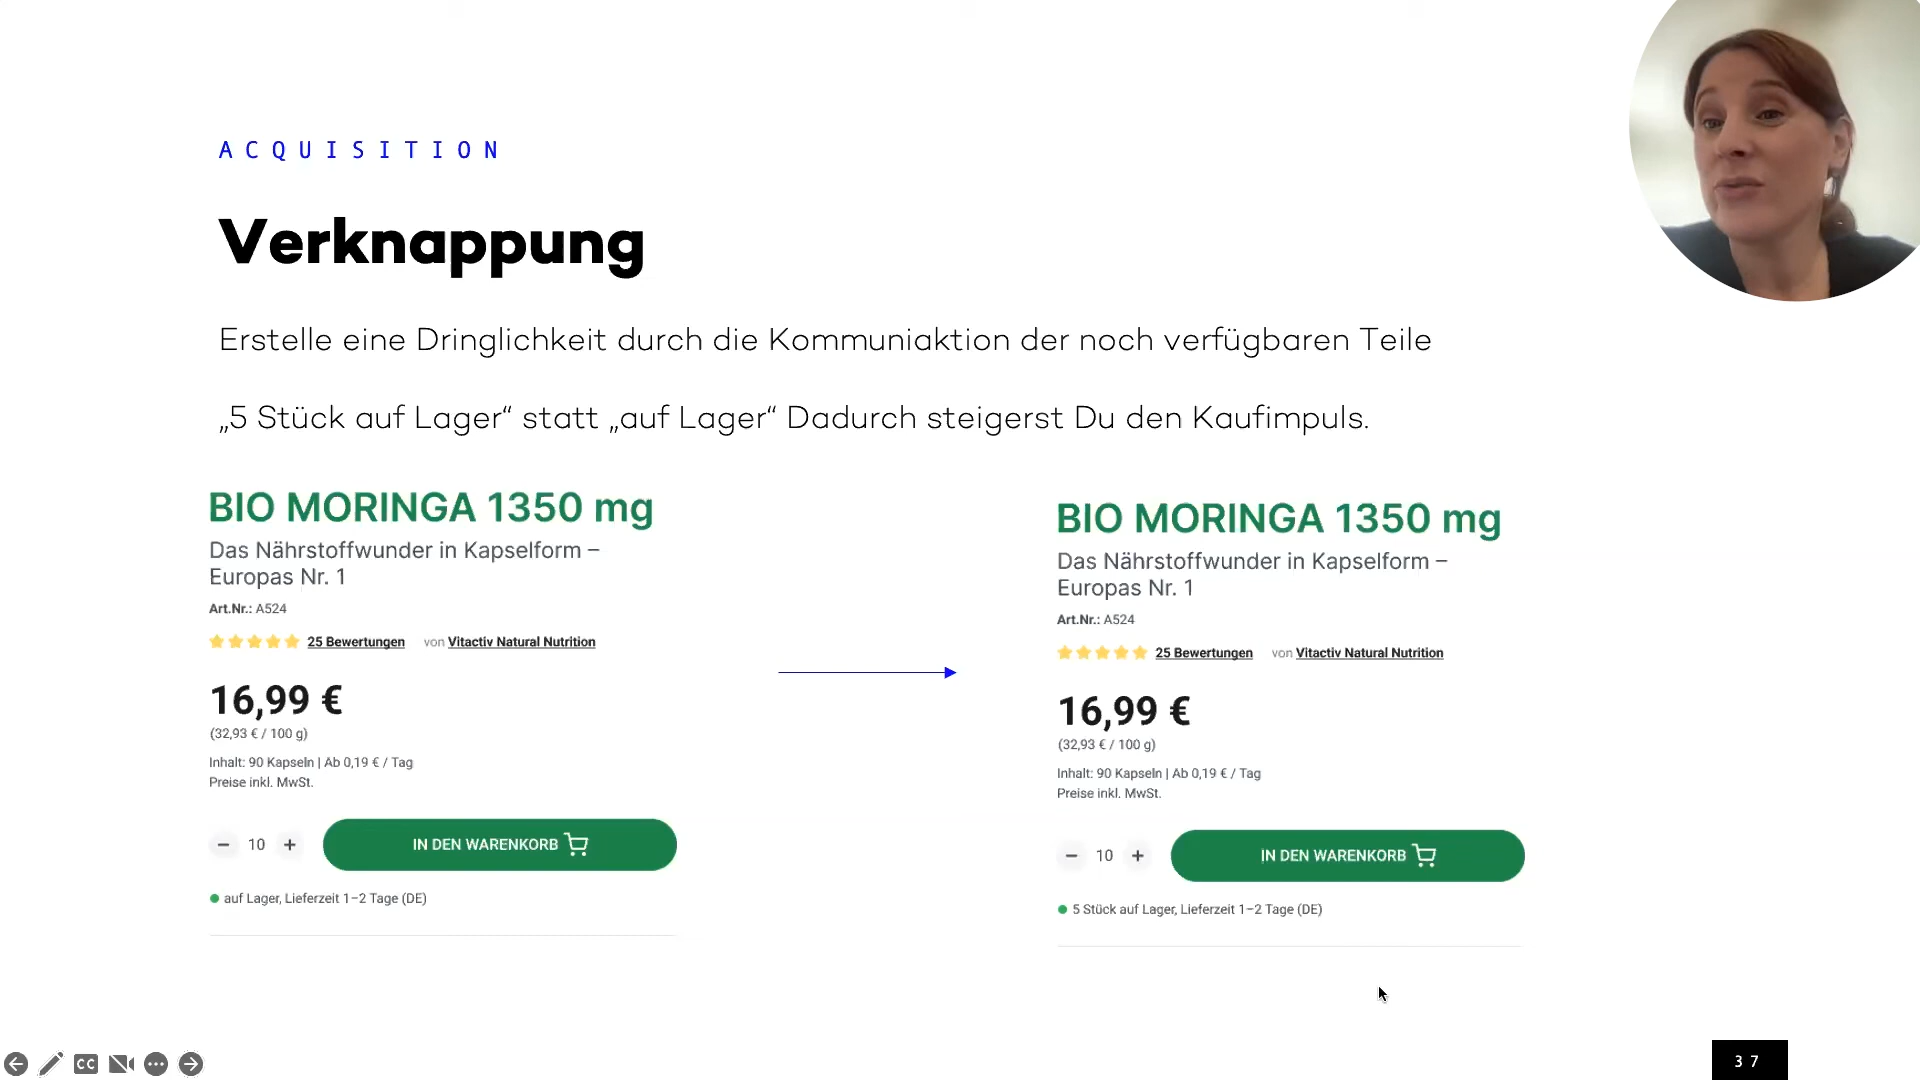 ACQUISITION
Verknappung
Erstelle eine Dringlichkeit durch die Kommuniaktion der noch verfügbaren Teile
„5 Stück auf Lager“ statt „auf Lager“ Dadurch steigerst Du den Kaufimpuls.
BIO MORINGA 1350 mg
Das Nährstoffwunder in Kapselform –
Europas Nr. 1
Art.Nr.: A524
25 Bewertungen von Vitactiv Natural Nutrition
16,99 €
(32,93 € / 100 g)
Inhalt: 90 Kapseln | Ab 0,19 € / Tag
Preise inkl. MwSt.
− 10 + IN DEN WARENKORB
auf Lager, Lieferzeit 1–2 Tage (DE)
BIO MORINGA 1350 mg
Das Nährstoffwunder in Kapselform –
Europas Nr. 1
Art.Nr.: A524
25 Bewertungen von Vitactiv Natural Nutrition
16,99 €
(32,93 € / 100 g)
Inhalt: 90 Kapseln | Ab 0,19 € / Tag
Preise inkl. MwSt.
− 10 + IN DEN WARENKORB
5 Stück auf Lager, Lieferzeit 1–2 Tage (DE)
CC
37